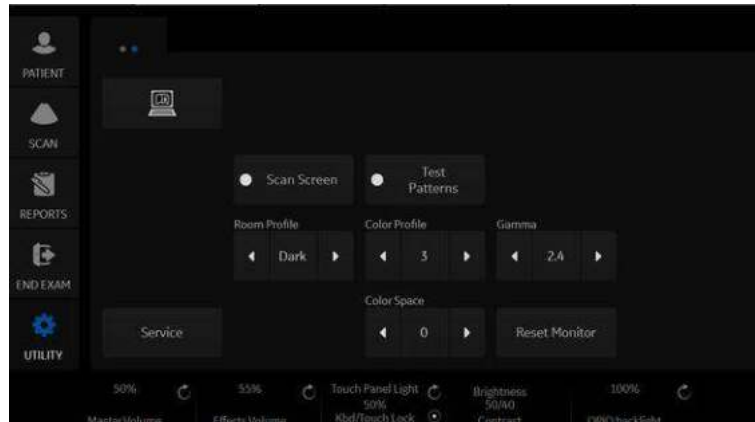 PATIENT
SCAN
REPORTS
END EXAM
UTILITY
Scan Screen
Test
Patterns
Room Profile
Color Profile
Gamma
Dark
3
2.4
Color Space
Service
0
Reset Monitor
50%
55%
Touch Panel Light
50%
Brightness
50/40
100%
Master Volume
Effects Volume
Kbd/Touch Lock
Contrast